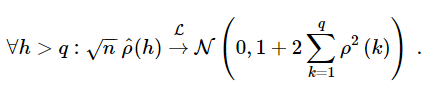 ∀h > q : √n ρ̂(h) →^ℒ 𝒩(0, 1 + 2 ∑_{k=1}^{q} ρ²(k)) .